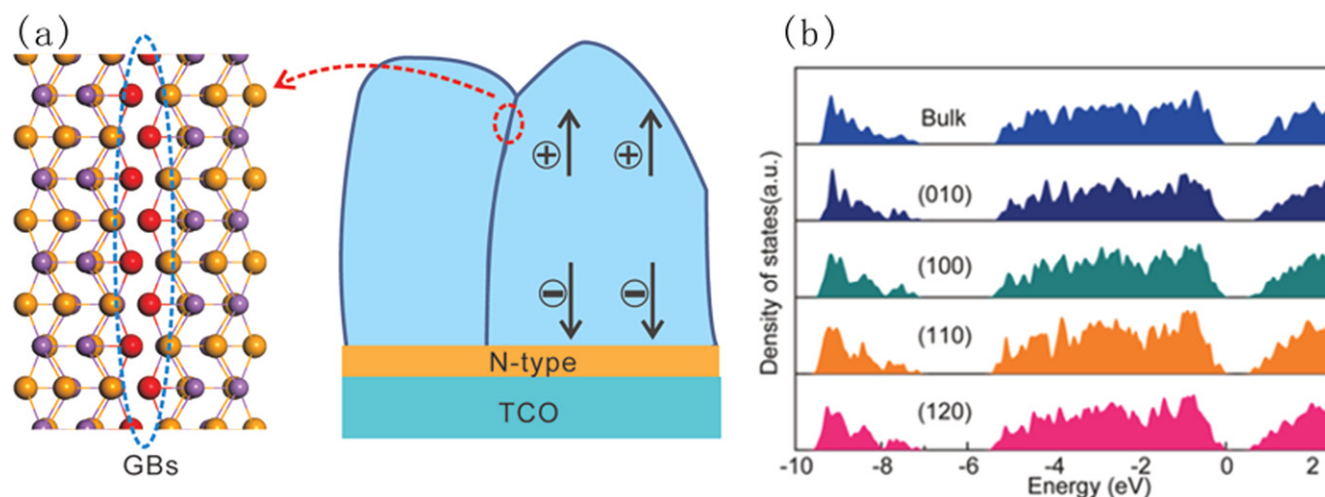 (a)
GBs
N-type
TCO
(b)
Density of states(a.u.)
Bulk
(010)
(100)
(110)
(120)
-10 -8 -6 -4 -2 0 2
Energy (eV)